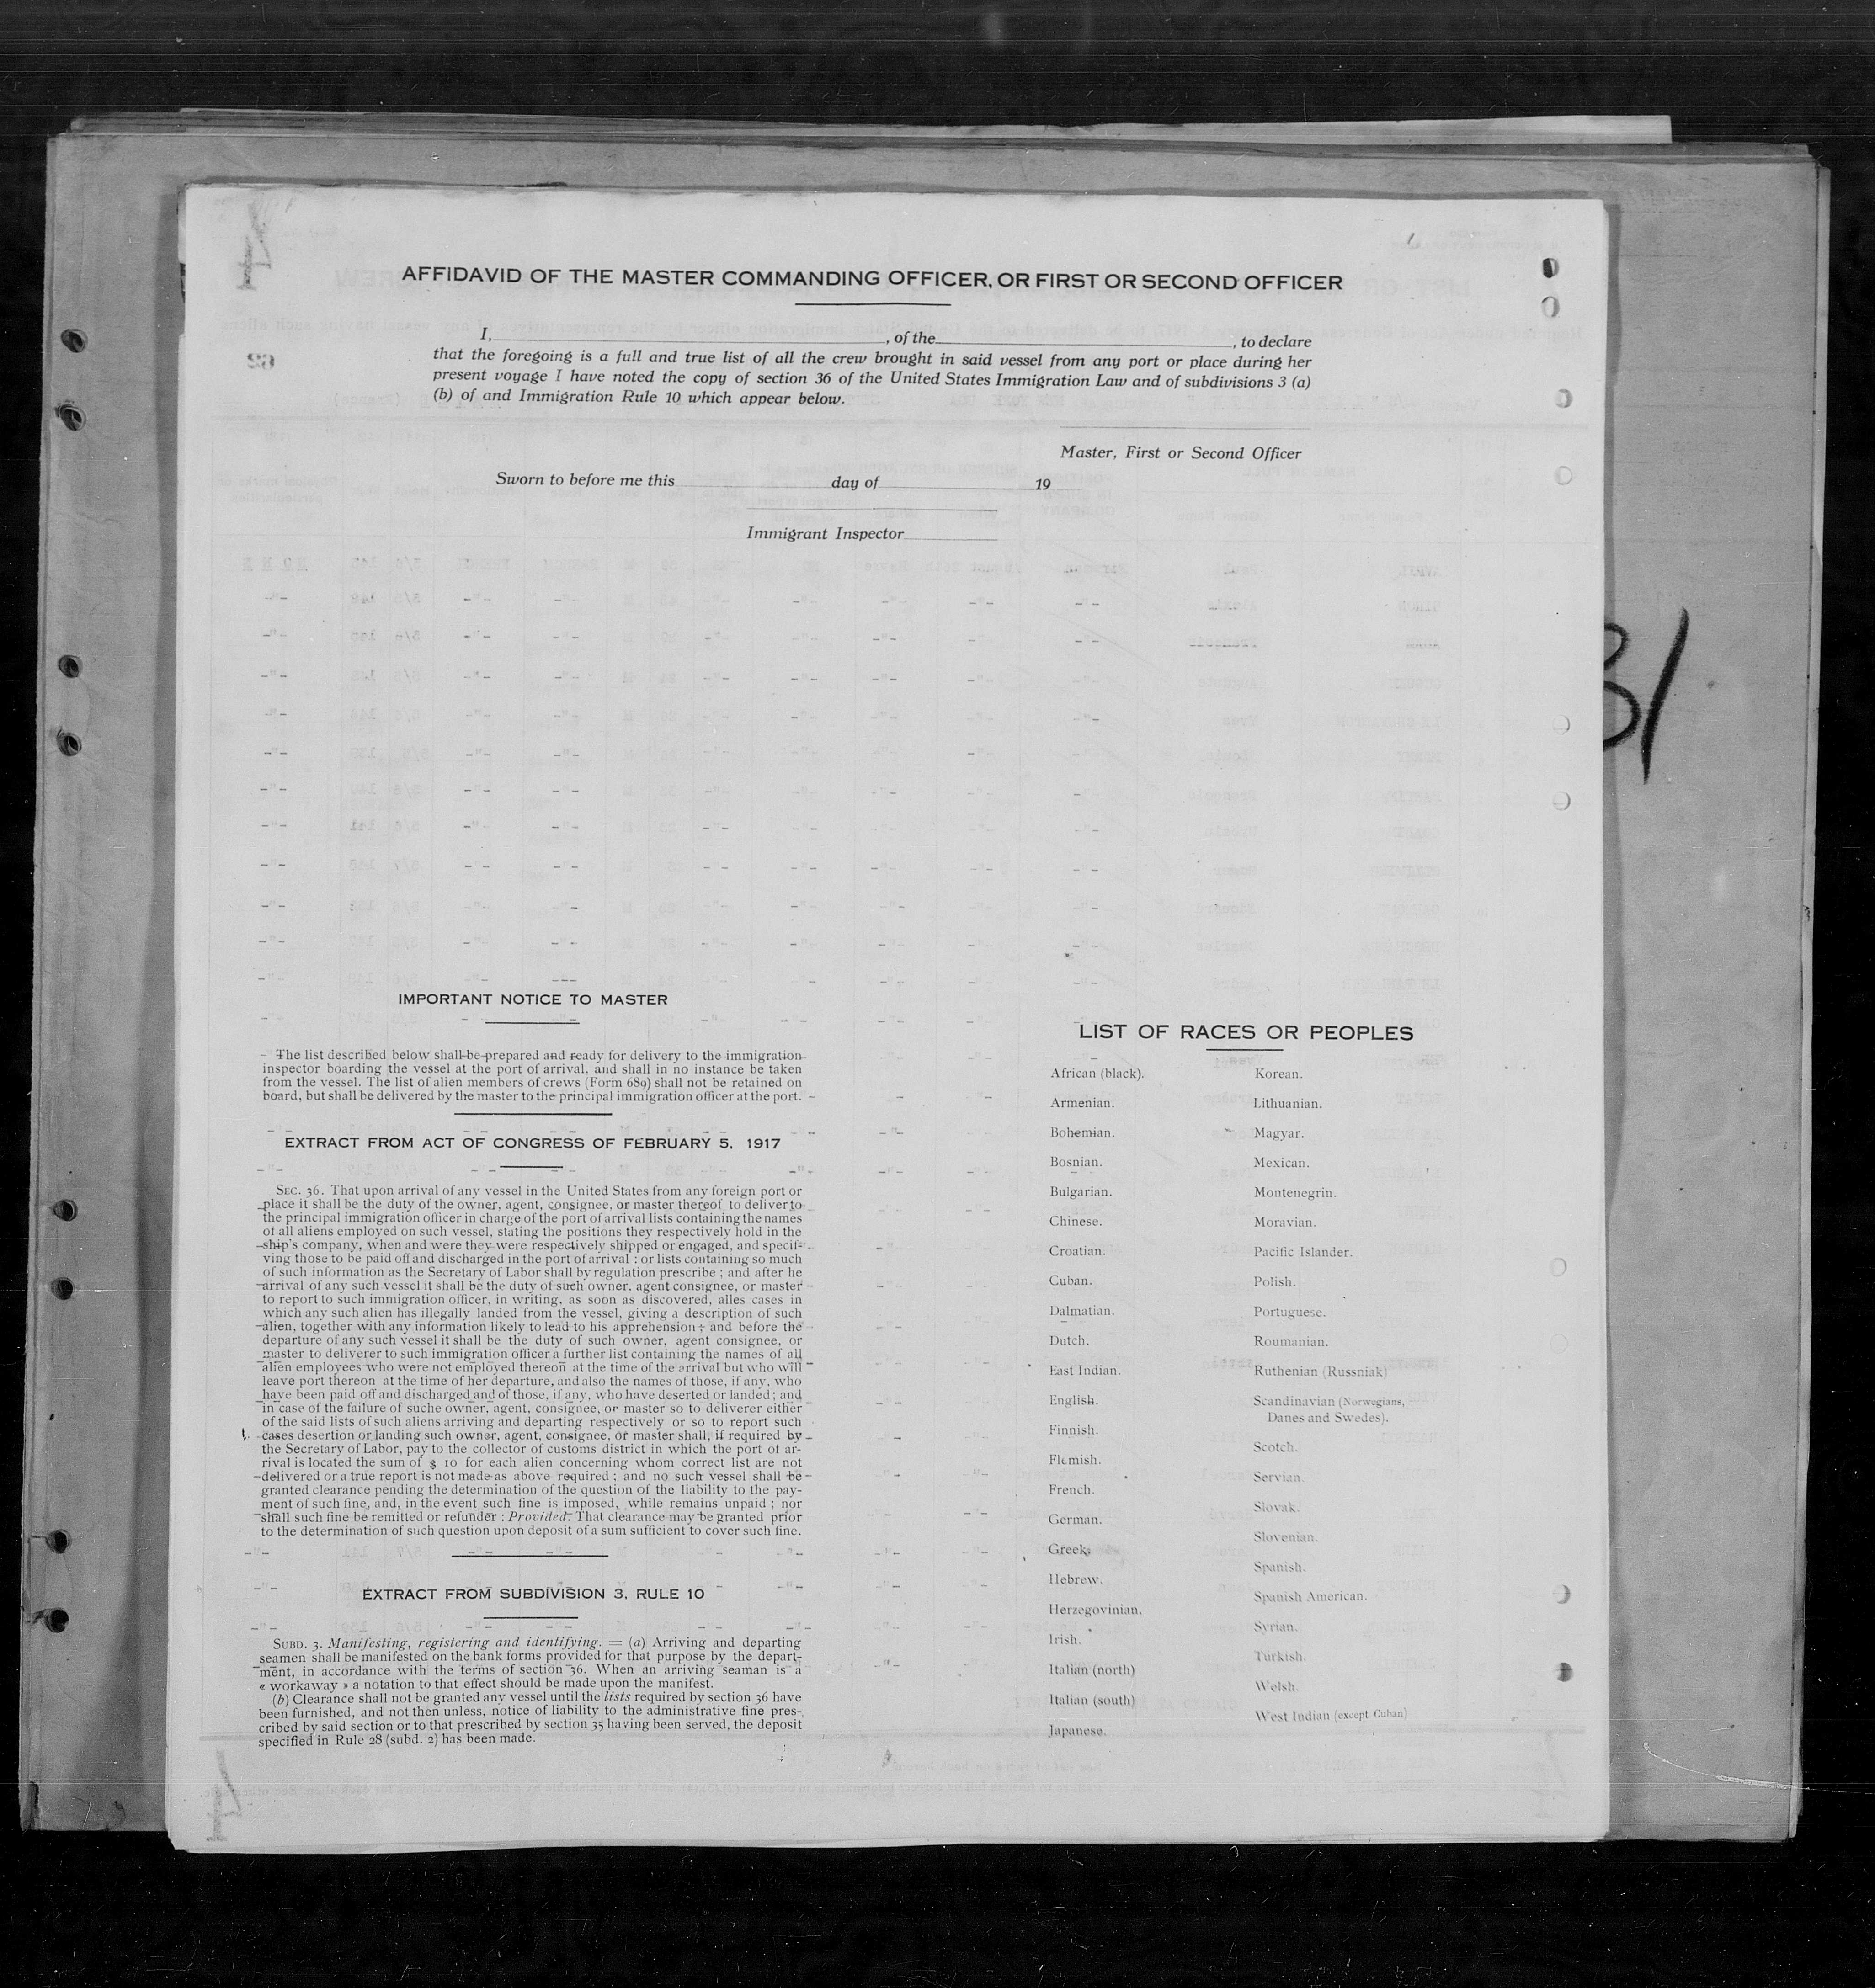 AFFIDAVID OF THE MASTER COMMANDING OFFICER, OR FIRST OR SECOND OFFICER
I, , of the , to declare
that the foregoing is a full and true list of all the crew brought in said vessel from any port or place during her
present voyage I have noted the copy of section 36 of the United States Immigration Law and of subdivisions 3 (a)
(b) of and Immigration Rule 10 which appear below.
Master, First or Second Officer
Sworn to before me this day of 19
Immigrant Inspector
31
IMPORTANT NOTICE TO MASTER
The list described below shall be prepared and ready for delivery to the immigration
inspector boarding the vessel at the port of arrival, and shall in no instance be taken
from the vessel. The list of alien members of crews (Form 689) shall not be retained on
board, but shall be delivered by the master to the principal immigration officer at the port.
EXTRACT FROM ACT OF CONGRESS OF FEBRUARY 5, 1917
SEC. 36. That upon arrival of any vessel in the United States from any foreign port or
place it shall be the duty of the owner, agent, consignee, or master thereof to deliver to
the principal immigration officer in charge of the port of arrival lists containing the names
of all aliens employed on such vessel, stating the positions they respectively hold in the
ship's company, when and were they were respectively shipped or engaged, and specif-
ving those to be paid off and discharged in the port of arrival : or lists containing so much
of such information as the Secretary of Labor shall by regulation prescribe ; and after he
arrival of any such vessel it shall be the duty of such owner, agent consignee, or master
to report to such immigration officer, in writing, as soon as discovered, alles cases in
which any such alien has illegally landed from the vessel, giving a description of such
alien, together with any information likely to lead to his apprehension ; and before the
departure of any such vessel it shall be the duty of such owner, agent consignee, or
master to deliverer to such immigration officer a further list containing the names of all
alien employees who were not employed thereon at the time of the arrival but who will
leave port thereon at the time of her departure, and also the names of those, if any, who
have been paid off and discharged and of those, if any, who have deserted or landed ; and
in case of the failure of suche owner, agent, consignee, or master so to deliverer either
of the said lists of such aliens arriving and departing respectively or so to report such
cases desertion or landing such owner, agent, consignee, or master shall, if required by
the Secretary of Labor, pay to the collector of customs district in which the port of ar-
rival is located the sum of $ 10 for each alien concerning whom correct list are not
delivered or a true report is not made as above required ; and no such vessel shall be
granted clearance pending the determination of the question of the liability to the pay-
ment of such fine, and, in the event such fine is imposed, while remains unpaid ; nor
shall such fine be remitted or refunder : Provided: That clearance may be granted prior
to the determination of such question upon deposit of a sum sufficient to cover such fine.
EXTRACT FROM SUBDIVISION 3, RULE 10
SUBD. 3. Manifesting, registering and identifying. = (a) Arriving and departing
seamen shall be manifested on the bank forms provided for that purpose by the depart-
ment, in accordance with the terms of section 36. When an arriving seaman is a
« workaway » a notation to that effect should be made upon the manifest.
(b) Clearance shall not be granted any vessel until the lists required by section 36 have
been furnished, and not then unless, notice of liability to the administrative fine pres-
cribed by said section or to that prescribed by section 35 having been served, the deposit
specified in Rule 28 (subd. 2) has been made.
LIST OF RACES OR PEOPLES
African (black).
Armenian.
Bohemian.
Bosnian.
Bulgarian.
Chinese.
Croatian.
Cuban.
Dalmatian.
Dutch.
East Indian.
English.
Finnish.
Flemish.
French.
German.
Greek.
Hebrew.
Herzegovinian.
Irish.
Italian (north)
Italian (south)
Japanese.
Korean.
Lithuanian.
Magyar.
Mexican.
Montenegrin.
Moravian.
Pacific Islander.
Polish.
Portuguese.
Roumanian.
Ruthenian (Russniak)
Scandinavian (Norwegians,
Danes and Swedes).
Scotch.
Servian.
Slovak.
Slovenian.
Spanish.
Spanish American.
Syrian.
Turkish.
Welsh.
West Indian (except Cuban)